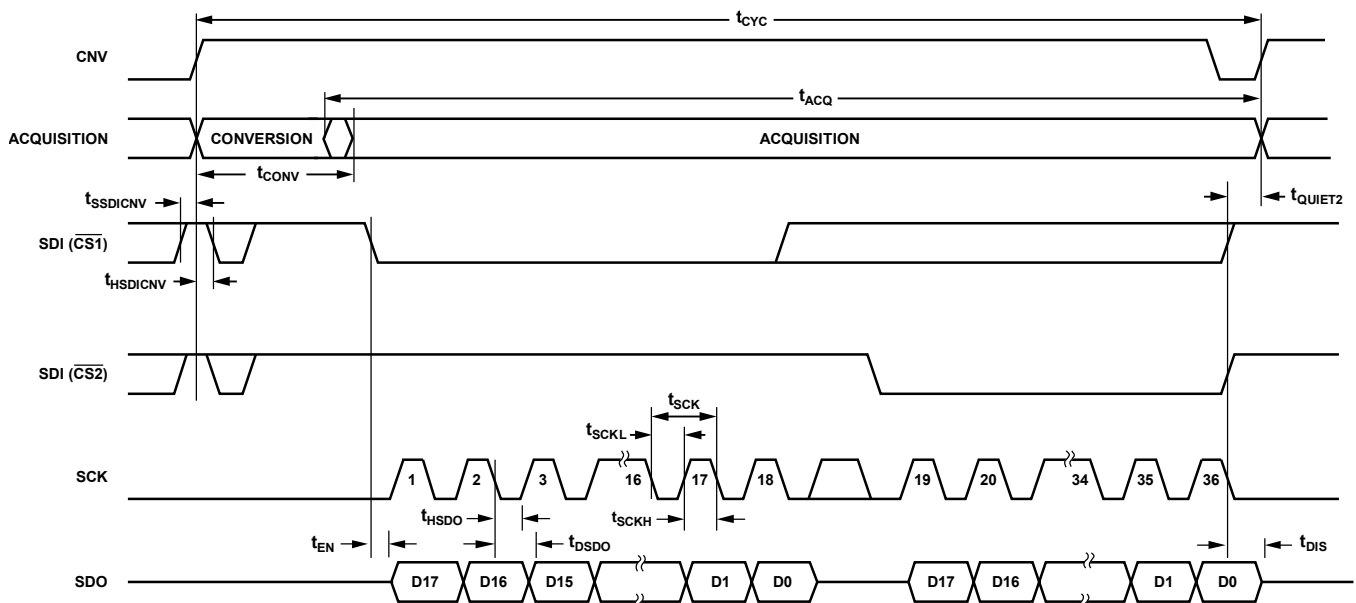 tCYC
CNV
tACQ
ACQUISITION CONVERSION ACQUISITION
tCONV
tSSDICNV
tQUIET2
SDI (CS1)
tHSDICNV
SDI (CS2)
tSCK
tSCKL
SCK 1 2 3 16 17 18 19 20 34 35 36
tHSDO
tSCKH
tEN
tDSDO
tDIS
SDO D17 D16 D15 D1 D0 D17 D16 D1 D0